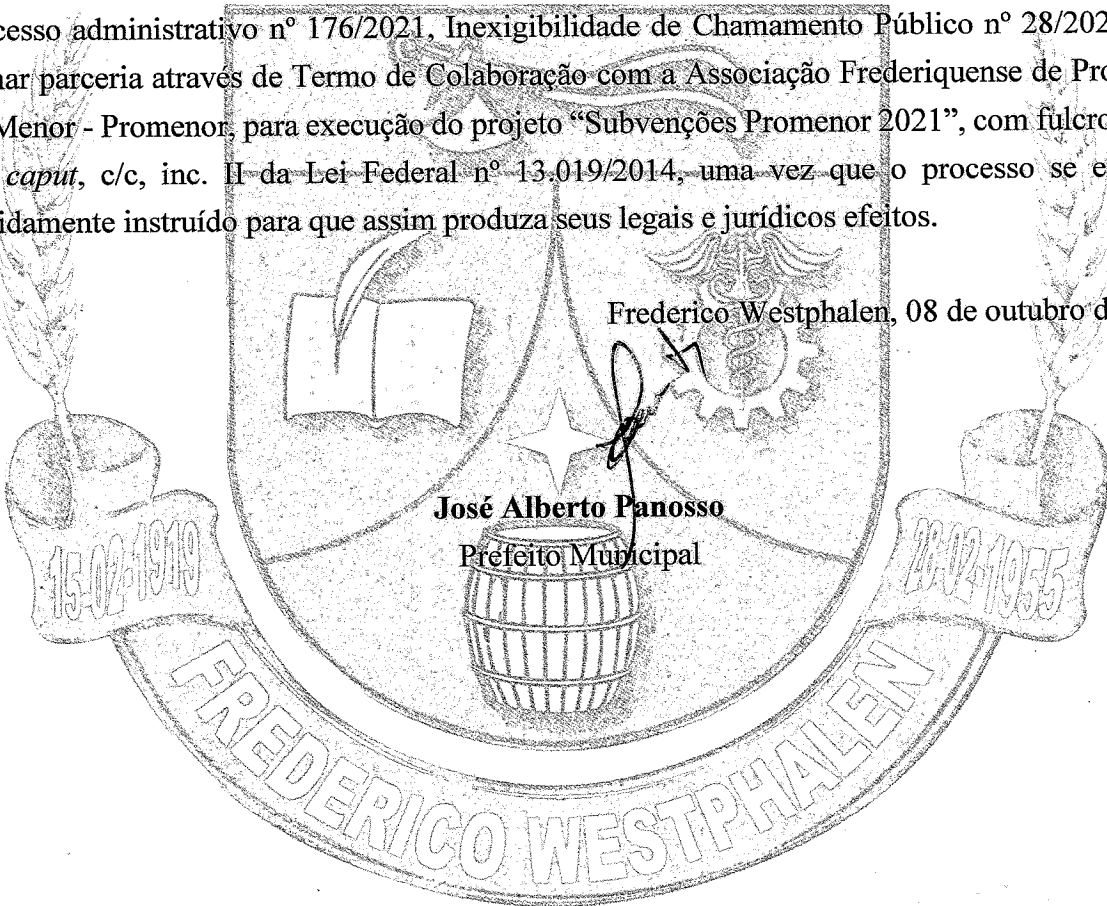 cesso administrativo nº 176/2021, Inexigibilidade de Chamamento Público nº 28/202
nar parceria através de Termo de Colaboração com a Associação Frederiquense de Pro
Menor - Promenor, para execução do projeto “Subvenções Promenor 2021”, com fulcro
caput, c/c, inc. II da Lei Federal nº 13.019/2014, uma vez que o processo se e
idamente instruído para que assim produza seus legais e jurídicos efeitos.
Frederico Westphalen, 08 de outubro d
José Alberto Panosso
Prefeito Municipal
15-02-1919
28-02-1955
FREDERICO WESTPHALEN